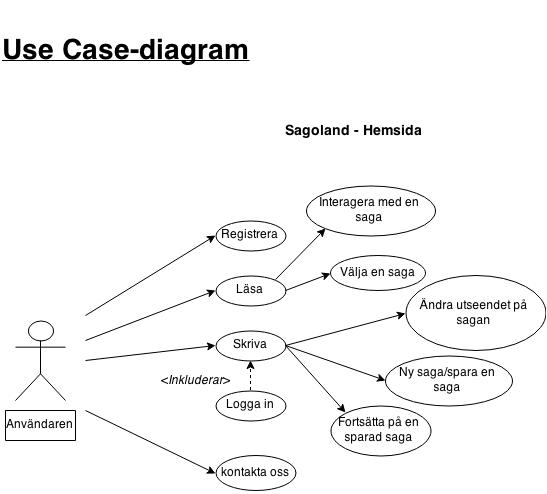 Use Case-diagram
Sagoland - Hemsida
Interagera med en
saga
Registrera
Välja en saga
Läsa
Ändra utseendet på
sagan
Skriva
Ny saga/spara en
saga
<Inkluderar>
Logga in
Fortsätta på en
sparad saga
Användaren
kontakta oss